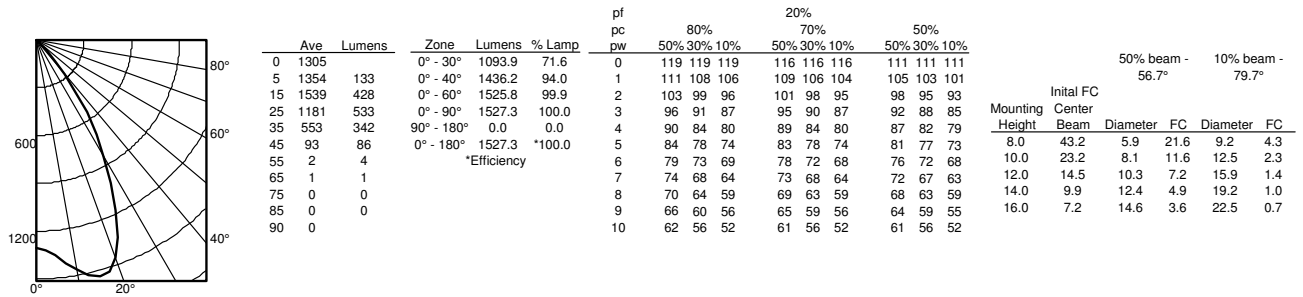 80°
60°
40°
600
1200
0° 20°
Ave Lumens
0 1305
5 1354 133
15 1539 428
25 1181 533
35 553 342
45 93 86
55 2 4
65 1 1
75 0 0
85 0 0
90 0
Zone Lumens % Lamp
0° - 30° 1093.9 71.6
0° - 40° 1436.2 94.0
0° - 60° 1525.8 99.9
0° - 90° 1527.3 100.0
90° - 180° 0.0 0.0
0° - 180° 1527.3 *100.0
*Efficiency
pf 20%
pc 80% 70% 50%
pw 50% 30% 10% 50% 30% 10% 50% 30% 10%
0 119 119 119 116 116 116 111 111 111
1 111 108 106 109 106 104 105 103 101
2 103 99 96 101 98 95 98 95 93
3 96 91 87 95 90 87 92 88 85
4 90 84 80 89 84 80 87 82 79
5 84 78 74 83 78 74 81 77 73
6 79 73 69 78 72 68 76 72 68
7 74 68 64 73 68 64 72 67 63
8 70 64 59 69 63 59 68 63 59
9 66 60 56 65 59 56 64 59 55
10 62 56 52 61 56 52 61 56 52
50% beam - 10% beam -
56.7° 79.7°
Inital FC
Mounting Center
Height Beam Diameter FC Diameter FC
8.0 43.2 5.9 21.6 9.2 4.3
10.0 23.2 8.1 11.6 12.5 2.3
12.0 14.5 10.3 7.2 15.9 1.4
14.0 9.9 12.4 4.9 19.2 1.0
16.0 7.2 14.6 3.6 22.5 0.7